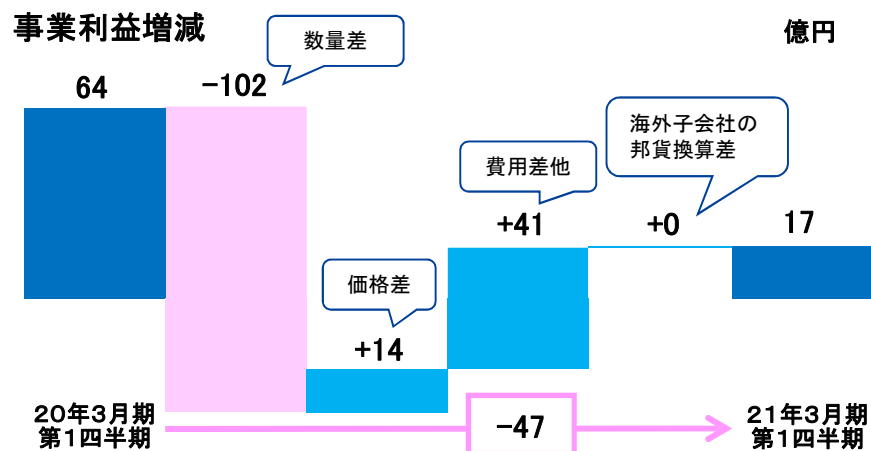 事業利益増減
億円
数量差
64
-102
海外子会社の
邦貨換算差
費用差他
+41
+0
17
価格差
+14
20年3月期
第1四半期
-47
21年3月期
第1四半期